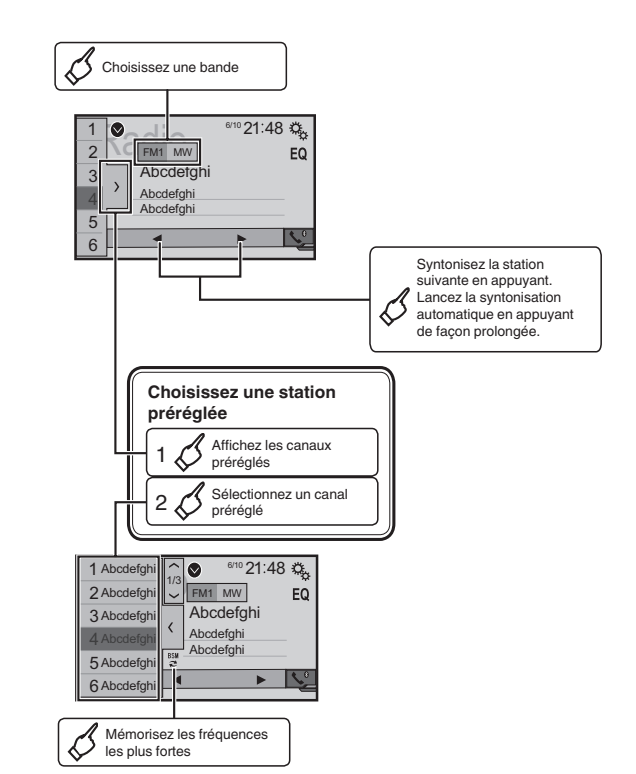 Choisissez une bande
1
2
3
4
5
6
Radio
6/10 21:48
FM1 MW
EQ
Abcdefghi
Abcdefghi
Abcdefghi
Syntonisez la station
suivante en appuyant.
Lancez la syntonisation
automatique en appuyant
de façon prolongée.
Choisissez une station
préréglée
1 Affichez les canaux
préréglés
2 Sélectionnez un canal
préréglé
1 Abcdefghi
2 Abcdefghi
3 Abcdefghi
4 Abcdefghi
5 Abcdefghi
6 Abcdefghi
1/3
BSM
6/10 21:48
FM1 MW
EQ
Abcdefghi
Abcdefghi
Abcdefghi
Mémorisez les fréquences
les plus fortes